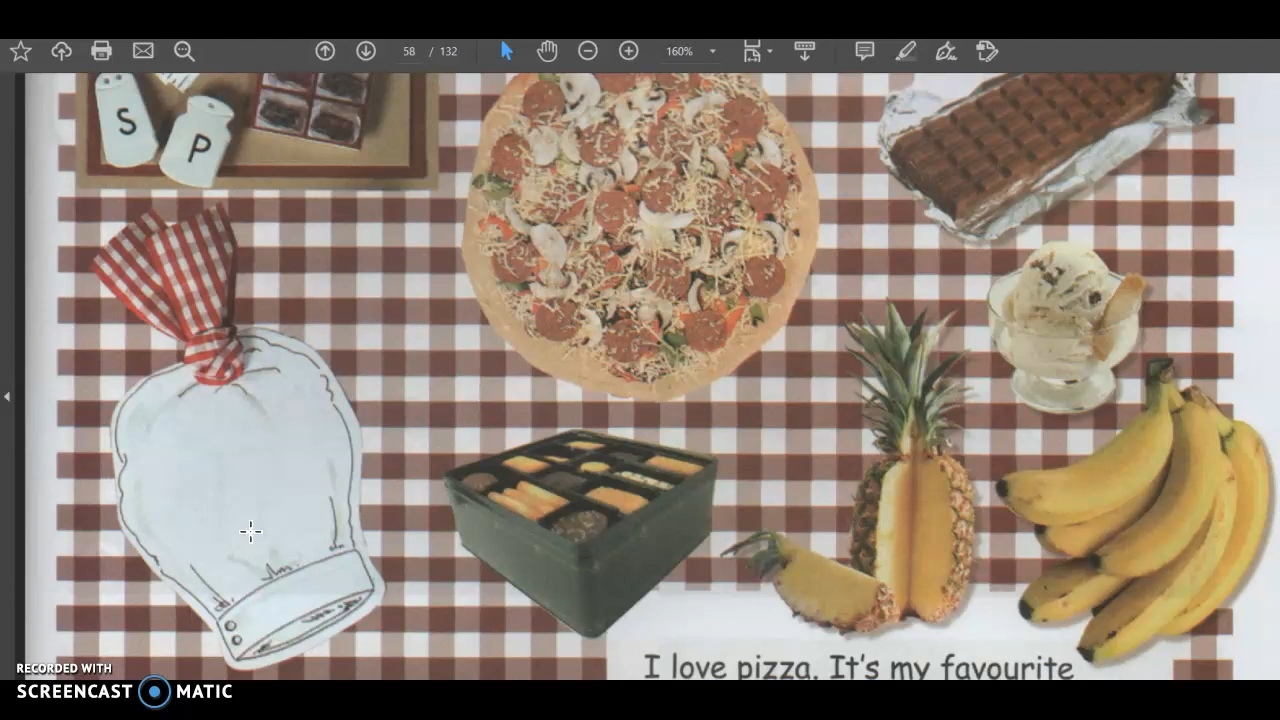 58 / 132 160%
S
P
I love pizza. It's my favourite
RECORDED WITH
SCREENCAST MATIC